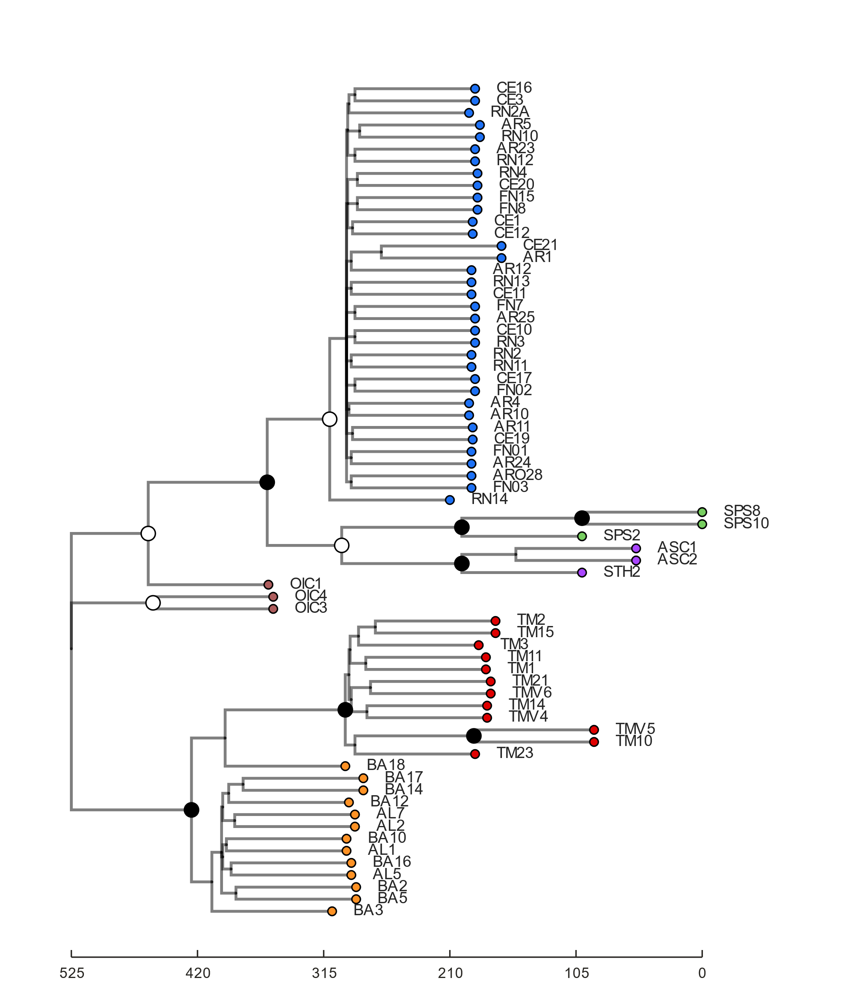 CE16
CE3
RN2A
AR5
RN10
AR23
RN12
RN4
CE20
FN15
FN8
CE1
CE12
CE21
AR1
AR12
RN13
CE11
FN7
AR25
CE10
RN3
RN2
RN11
CE17
FN02
AR4
AR10
AR11
CE19
FN01
AR24
ARO28
FN03
RN14
SPS8
SPS10
SPS2
ASC1
ASC2
STH2
OIC1
OIC4
OIC3
TM2
TM15
TM3
TM11
TM1
TM21
TMV6
TM14
TMV4
TMV5
TM10
TM23
BA18
BA17
BA14
BA12
AL7
AL2
BA10
AL1
BA16
AL5
BA2
BA5
BA3
525 420 315 210 105 0